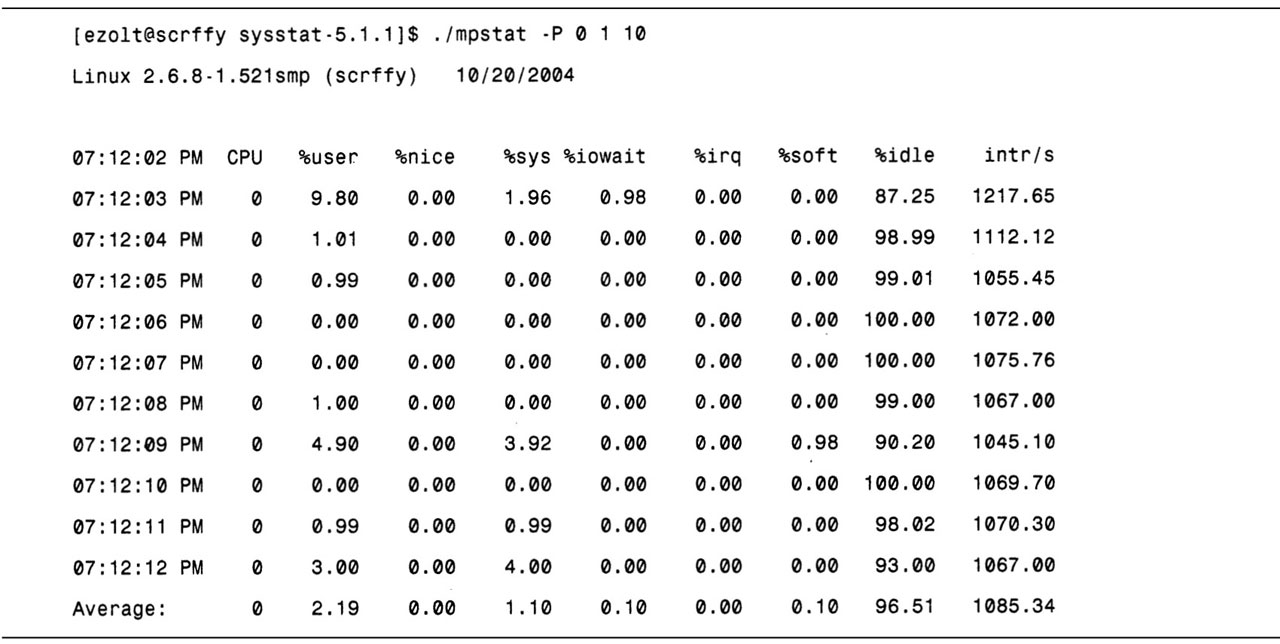 [ezolt@scrffy sysstat-5.1.1]$ ./mpstat -P 0 1 10
Linux 2.6.8-1.521smp (scrffy)   10/20/2004
07:12:02 PM  CPU   %user   %nice    %sys %iowait    %irq   %soft   %idle    intr/s
07:12:03 PM    0    9.80    0.00    1.96    0.98    0.00    0.00   87.25   1217.65
07:12:04 PM    0    1.01    0.00    0.00    0.00    0.00    0.00   98.99   1112.12
07:12:05 PM    0    0.99    0.00    0.00    0.00    0.00    0.00   99.01   1055.45
07:12:06 PM    0    0.00    0.00    0.00    0.00    0.00    0.00  100.00   1072.00
07:12:07 PM    0    0.00    0.00    0.00    0.00    0.00    0.00  100.00   1075.76
07:12:08 PM    0    1.00    0.00    0.00    0.00    0.00    0.00   99.00   1067.00
07:12:09 PM    0    4.90    0.00    3.92    0.00    0.00    0.98   90.20   1045.10
07:12:10 PM    0    0.00    0.00    0.00    0.00    0.00    0.00  100.00   1069.70
07:12:11 PM    0    0.99    0.00    0.99    0.00    0.00    0.00   98.02   1070.30
07:12:12 PM    0    3.00    0.00    4.00    0.00    0.00    0.00   93.00   1067.00
Average:       0    2.19    0.00    1.10    0.10    0.00    0.10   96.51   1085.34